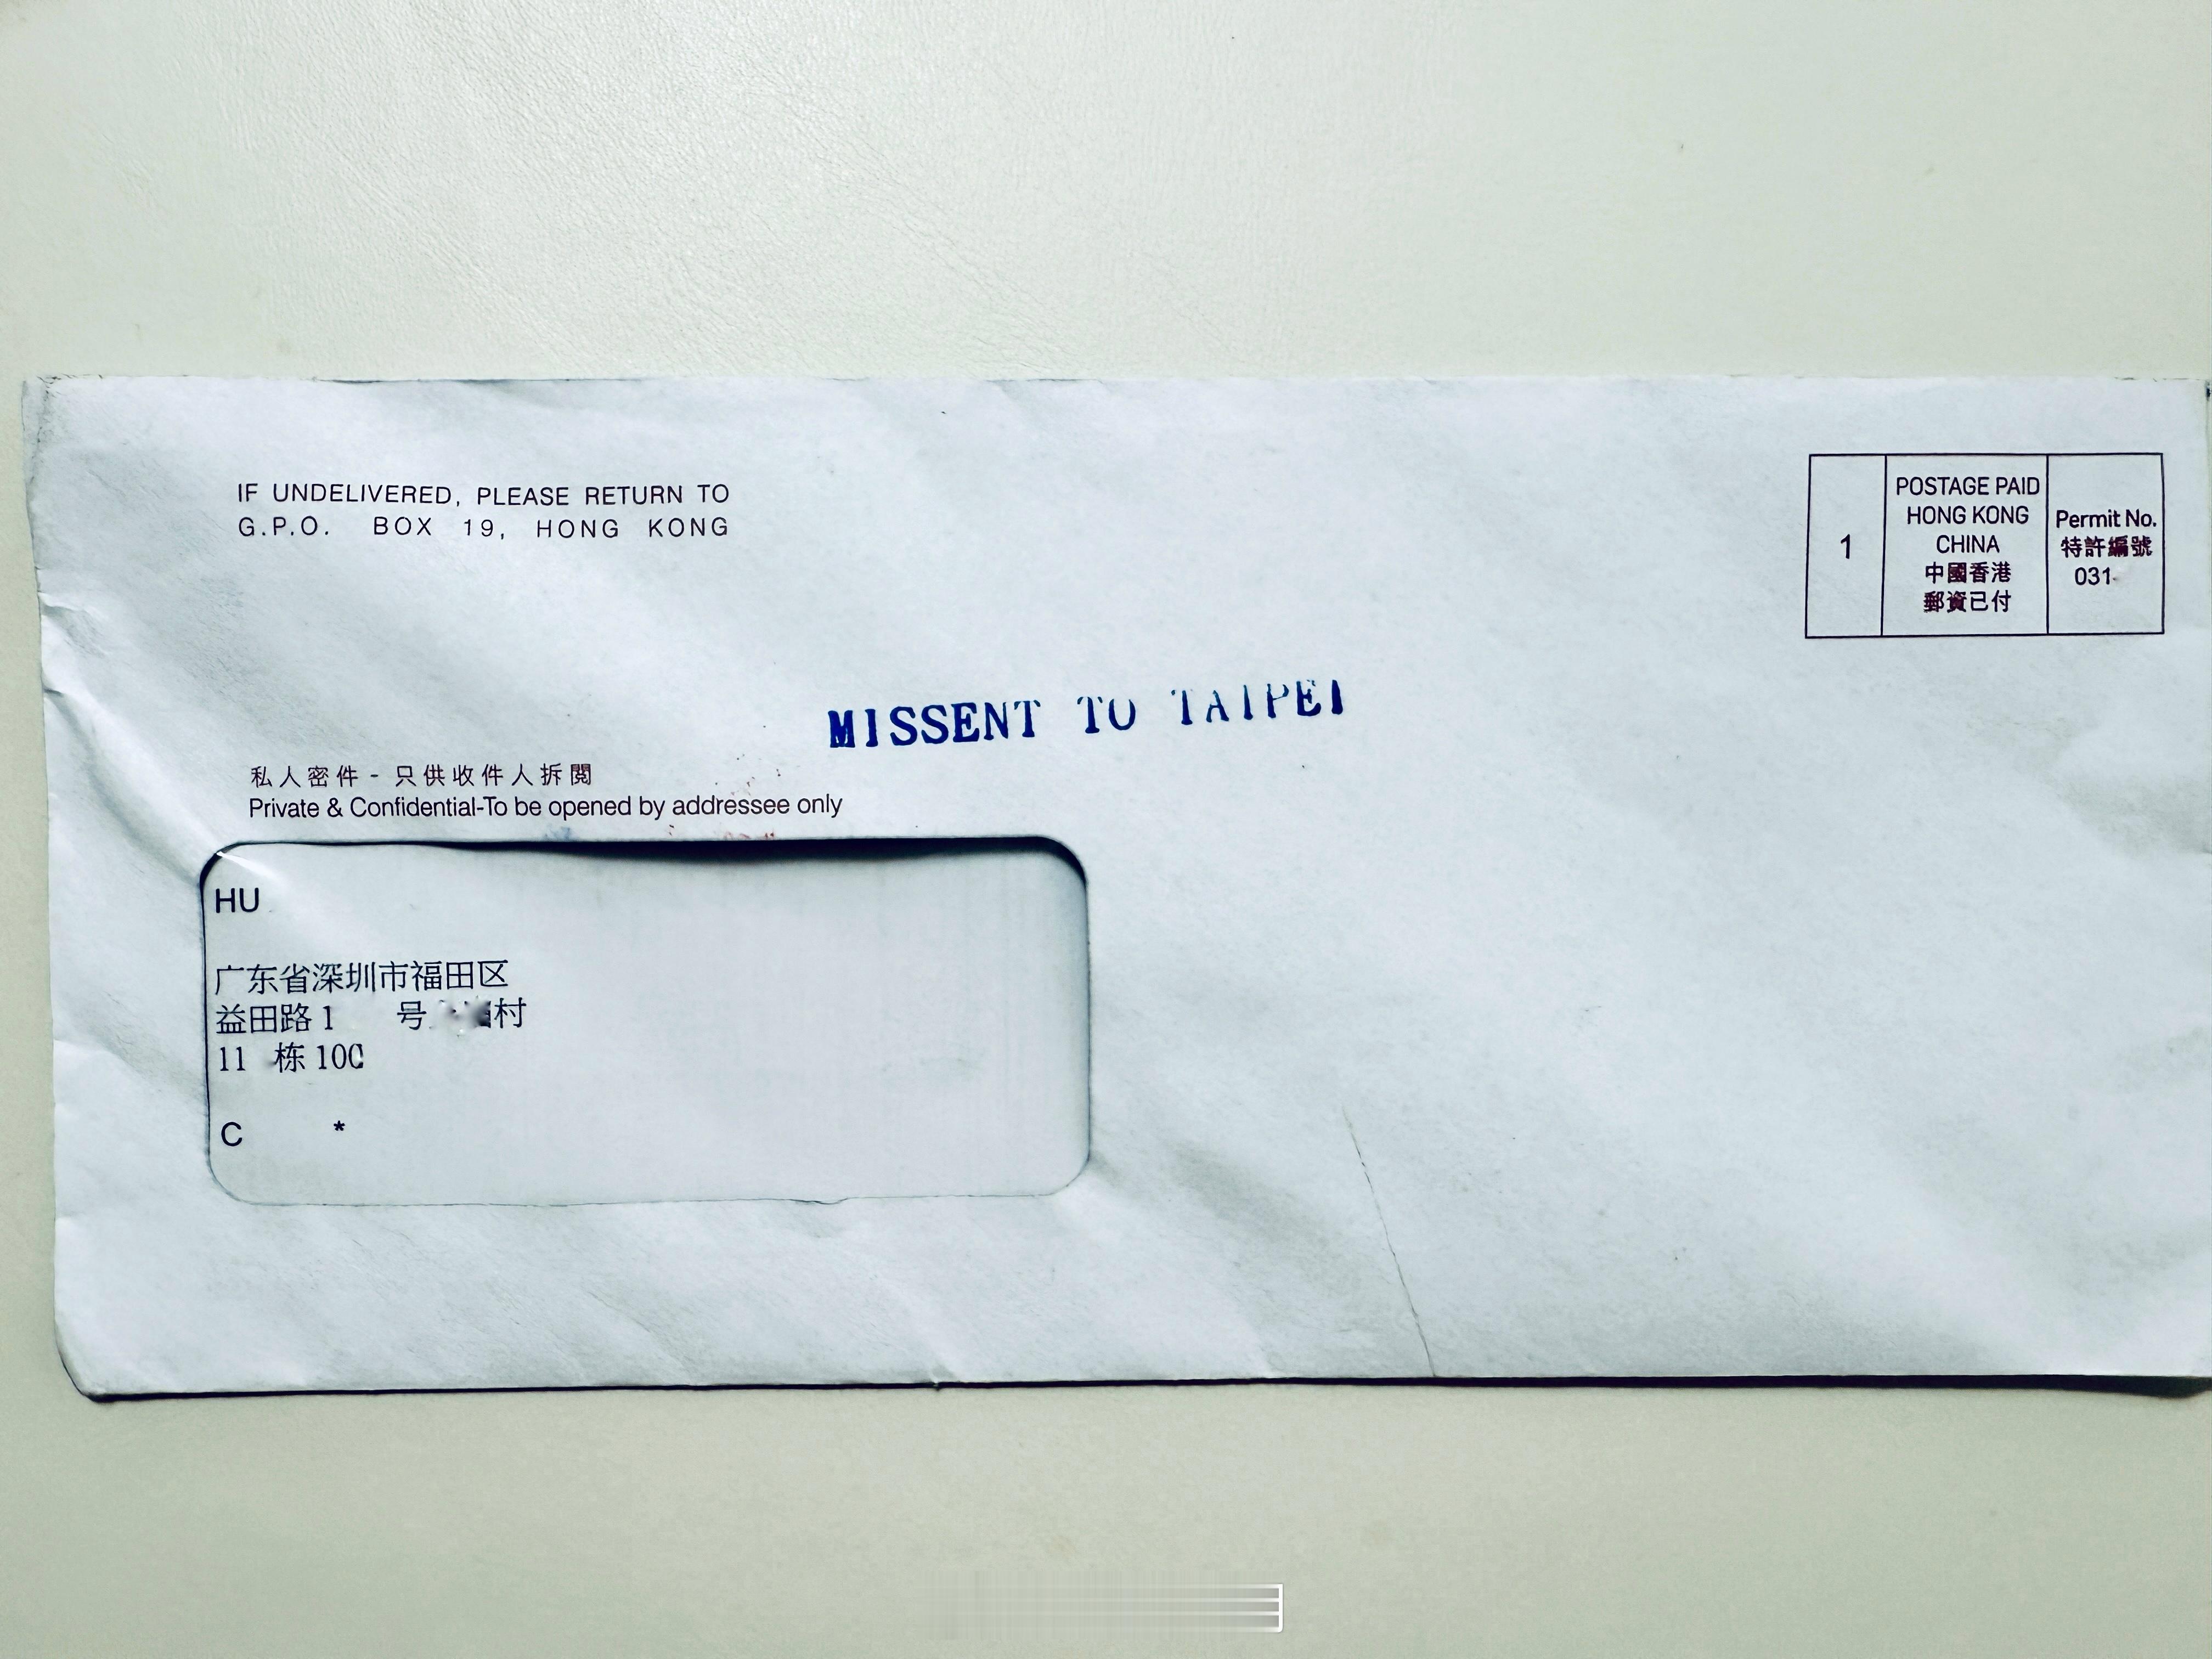 IF UNDELIVERED, PLEASE RETURN TO
G.P.O. BOX 19, HONG KONG
1
POSTAGE PAID
HONG KONG
CHINA
中國香港
郵資已付
Permit No.
特許編號
031
MISSENT TO TAIPEI
私人密件 - 只供收件人拆閱
Private & Confidential-To be opened by addressee only
HU
广东省深圳市福田区
益田路 1 号 村
11 栋 100
C *